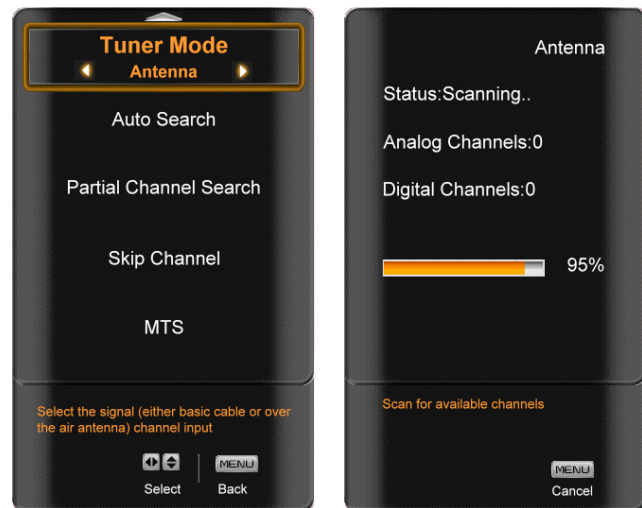 Tuner Mode
Antenna
Auto Search
Partial Channel Search
Skip Channel
MTS
Select the signal (either basic cable or over
the air antenna) channel input
MENU
Select Back
Antenna
Status:Scanning..
Analog Channels:0
Digital Channels:0
95%
Scan for available channels
MENU
Cancel